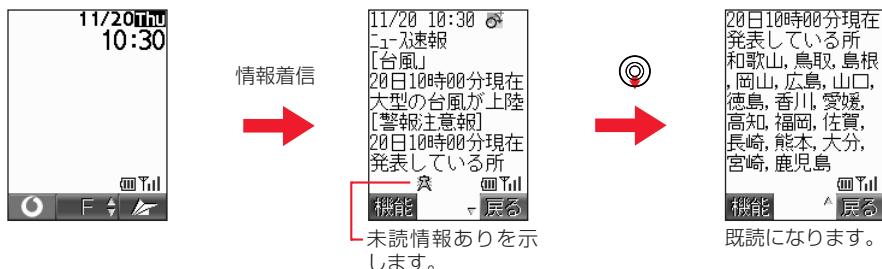 11/20Thu
10:30
F
情報着信
11/20 10:30
ニュース速報
[台風」
20日10時00分現在
大型の台風が上陸
[警報注意報]
20日10時00分現在
発表している所
機能
戻る
未読情報ありを示
します。
20日10時00分現在
発表している所
和歌山, 鳥取, 島根
, 岡山, 広島, 山口,
徳島, 香川, 愛媛,
高知, 福岡, 佐賀,
長崎, 熊本, 大分,
宮崎, 鹿児島
機能
戻る
既読になります。